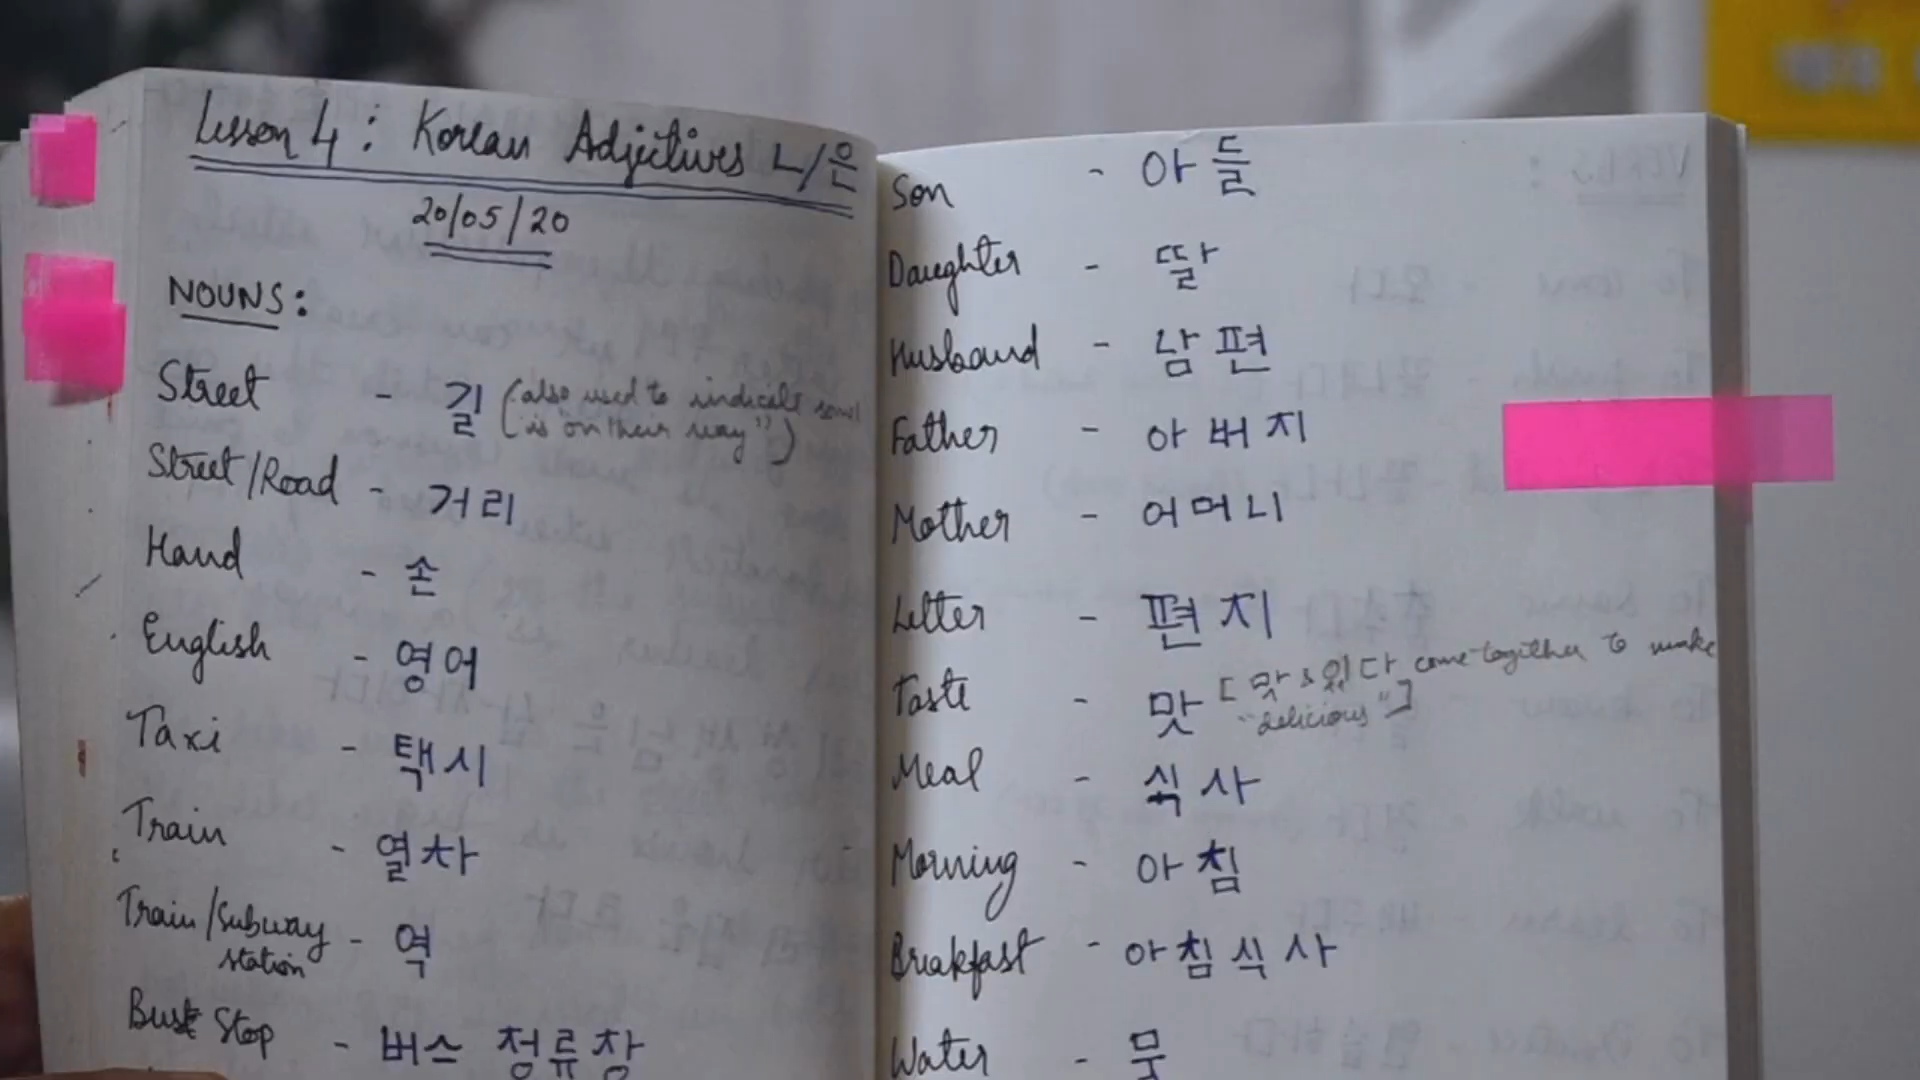 Lesson 4 : Korean Adjectives ㄴ/은
20/05/20
NOUNS:
Street - 길 (also used to indicate
is "on their way")
Street/Road - 거리
Hand - 손
English - 영어
Taxi - 택시
Train - 열차
Train/Subway station - 역
Bus Stop - 버스 정류장
Son - 아들
Daughter - 딸
Husband - 남편
Father - 아버지
Mother - 어머니
Letter - 편지
Taste - 맛 [맛 & 있다 come together to make
"delicious"]
Meal - 식사
Morning - 아침
Breakfast - 아침식사
Water -